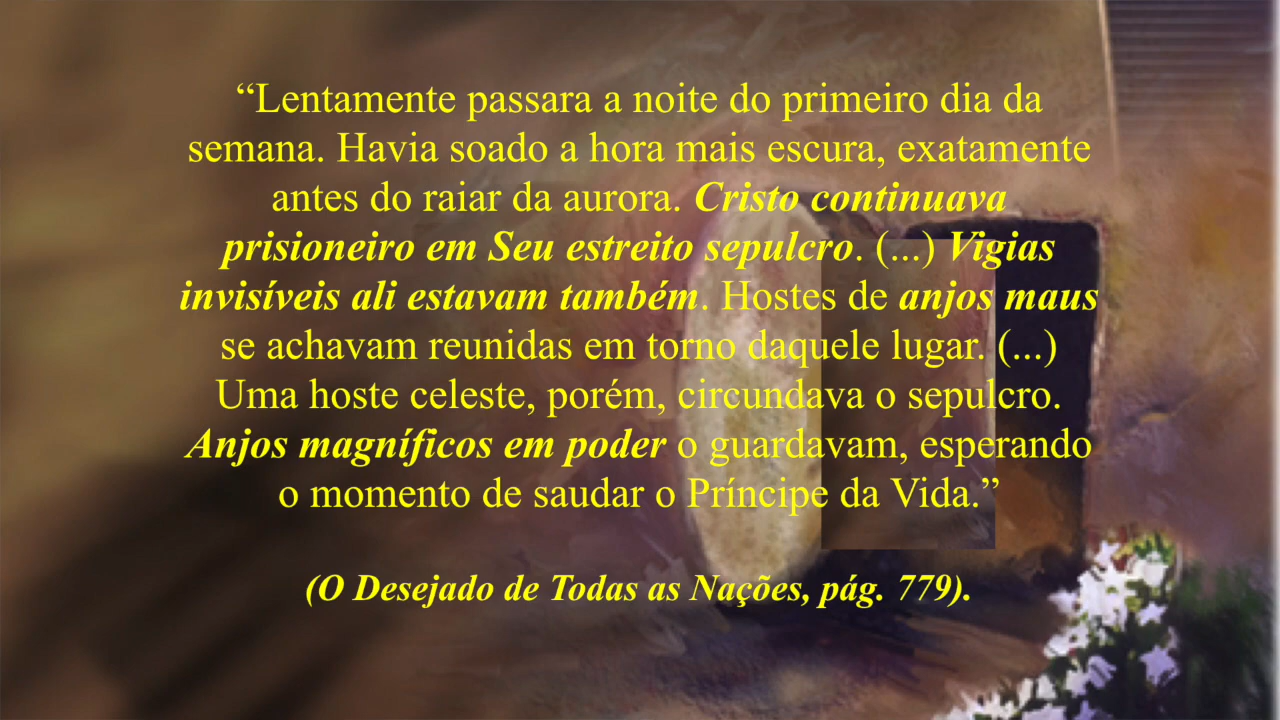 “Lentamente passara a noite do primeiro dia da
semana. Havia soado a hora mais escura, exatamente
antes do raiar da aurora. Cristo continuava
prisioneiro em Seu estreito sepulcro. (...) Vigias
invisíveis ali estavam também. Hostes de anjos maus
se achavam reunidas em torno daquele lugar. (...)
Uma hoste celeste, porém, circundava o sepulcro.
Anjos magníficos em poder o guardavam, esperando
o momento de saudar o Príncipe da Vida.”
(O Desejado de Todas as Nações, pág. 779).